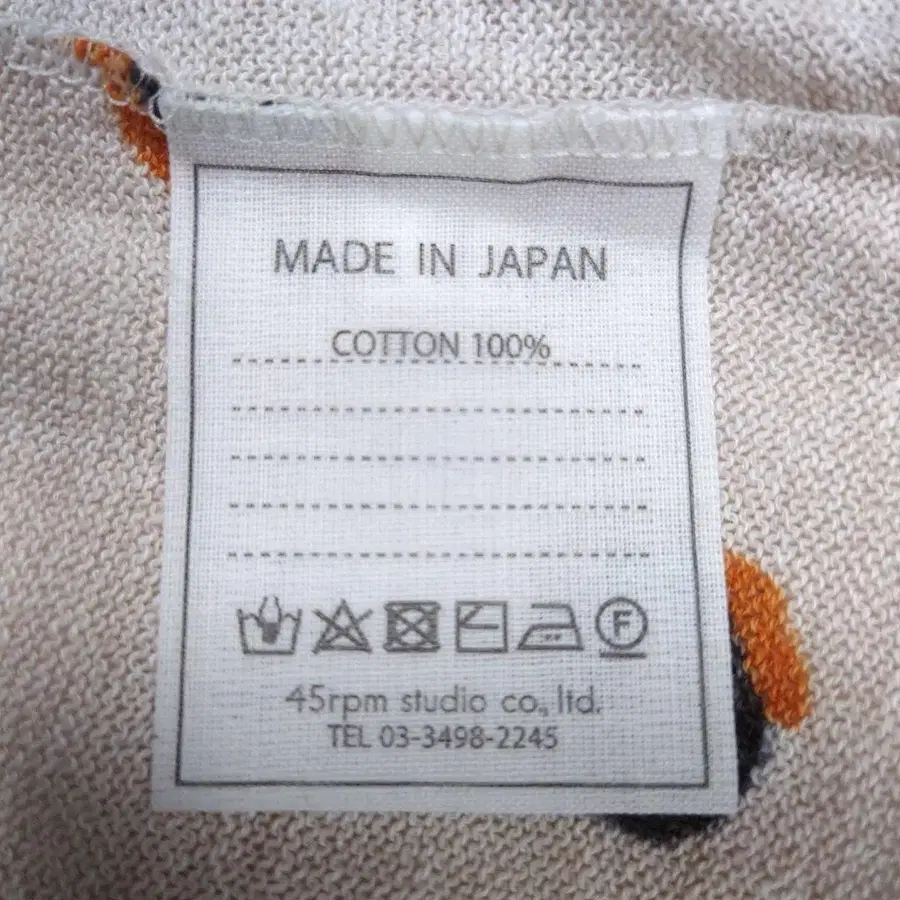 MADE IN JAPAN
COTTON 100%
F
45rpm studio co., ltd.
TEL 03-3498-2245